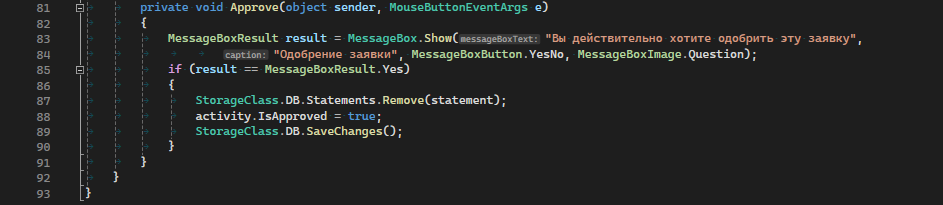 81 private void Approve(object sender, MouseButtonEventArgs e)
82 {
83 MessageBoxResult result = MessageBox.Show(messageBoxText: "Вы действительно хотите одобрить эту заявку",
84 caption: "Одобрение заявки", MessageBoxButton.YesNo, MessageBoxImage.Question);
85 if (result == MessageBoxResult.Yes)
86 {
87 StorageClass.DB.Statements.Remove(statement);
88 activity.IsApproved = true;
89 StorageClass.DB.SaveChanges();
90 }
91 }
92 }
93 }